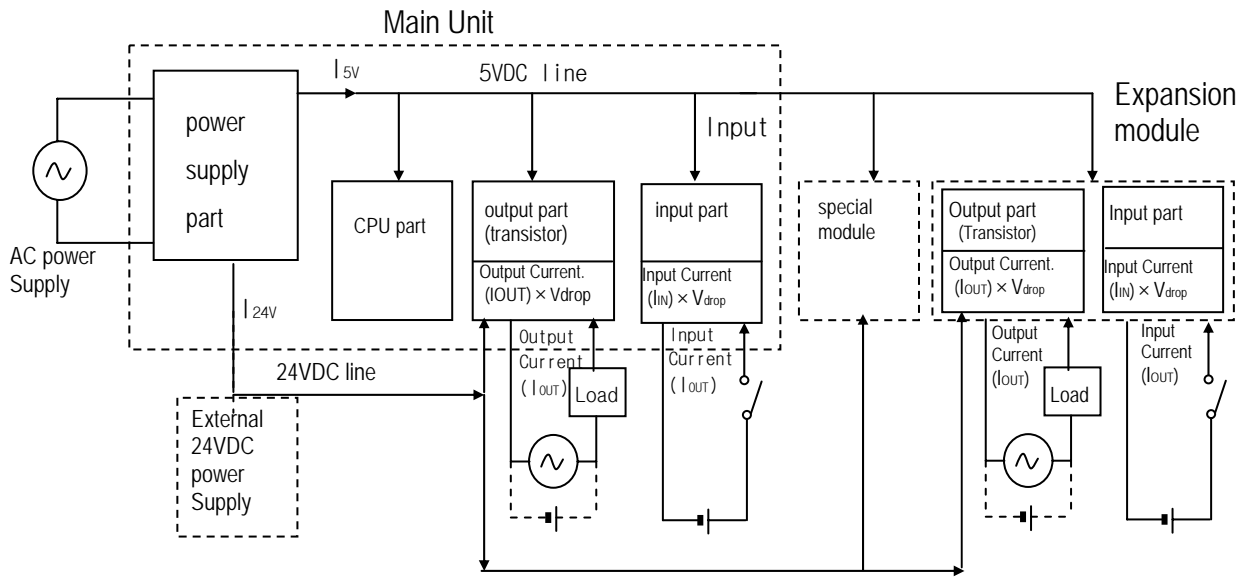 Main Unit
I5V
5VDC line
Expansion
module
Input
power
supply
part
AC power
Supply
CPU part
output part
(transistor)
Output Current.
(IOUT) × Vdrop
input part
Input Current
(IIN) × Vdrop
special
module
Output part
(Transistor)
Output Current.
(IOUT) × Vdrop
Input part
Input Current
(IIN) × Vdrop
I24V
24VDC line
Output
Current
(IOUT)
Load
Input
Current
(IOUT)
Output
Current
(IOUT)
Load
Input
Current
(IOUT)
External
24VDC
power
Supply